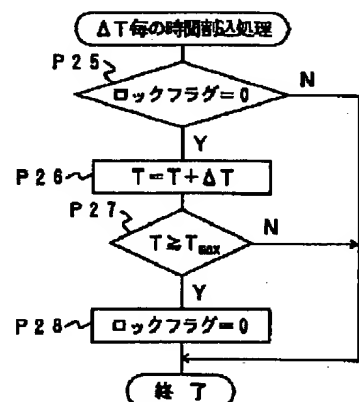 ΔT毎の時間割込処理
P25
ロックフラグ=0
N
Y
P26
T=T+ΔT
P27
T≧Tmax
N
Y
P28
ロックフラグ=0
終了